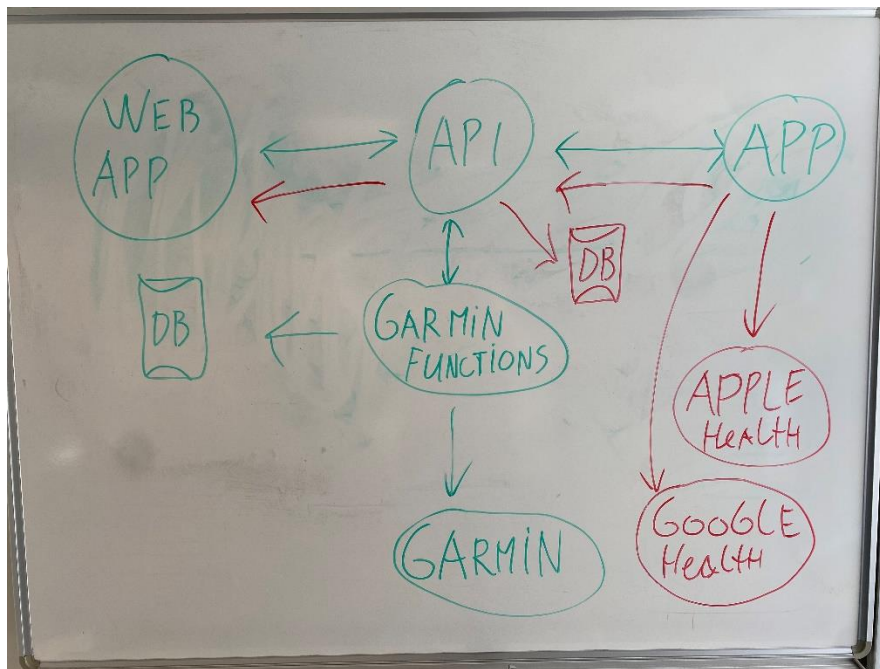 WEB
APP
API
APP
DB
DB
GARMIN
FUNCTIONS
APPLE
HEALTH
GOOGLE
HEALTH
GARMIN